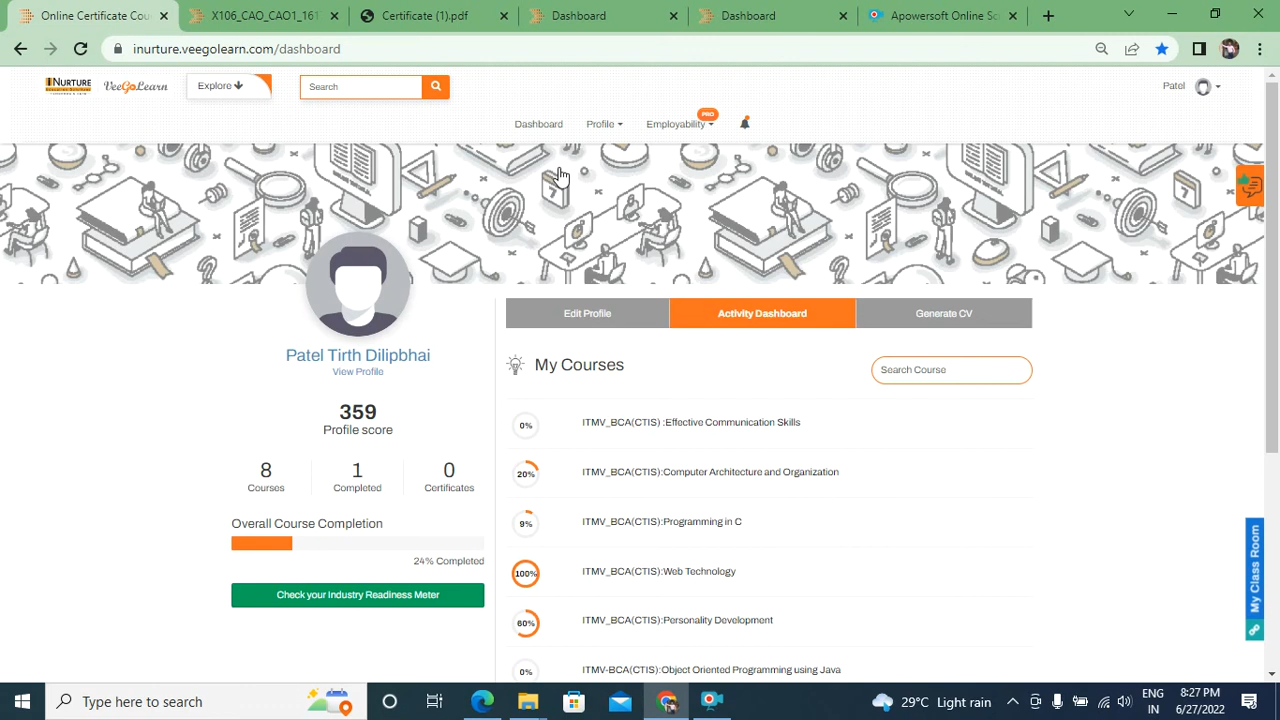 Online Certificate Cou
X106_CAO_CAO1_161
Certificate (1).pdf
Dashboard
Dashboard
Apowersoft Online Sc
inurture.veegolearn.com/dashboard
INURTURE
VeeGoLearn
Explore
Search
Patel
Dashboard
Profile
Employability
PRO
Edit Profile
Activity Dashboard
Generate CV
Patel Tirth Dilipbhai
View Profile
359
Profile score
8
1
0
Courses
Completed
Certificates
Overall Course Completion
24% Completed
Check your Industry Readiness Meter
My Courses
Search Course
0%
ITMV_BCA(CTIS) :Effective Communication Skills
20%
ITMV_BCA(CTIS):Computer Architecture and Organization
9%
ITMV_BCA(CTIS):Programming in C
100%
ITMV_BCA(CTIS):Web Technology
60%
ITMV_BCA(CTIS):Personality Development
0%
ITMV-BCA(CTIS):Object Oriented Programming using Java
My Class Room
Type here to search
29°C Light rain
ENG
IN
8:27 PM
6/27/2022